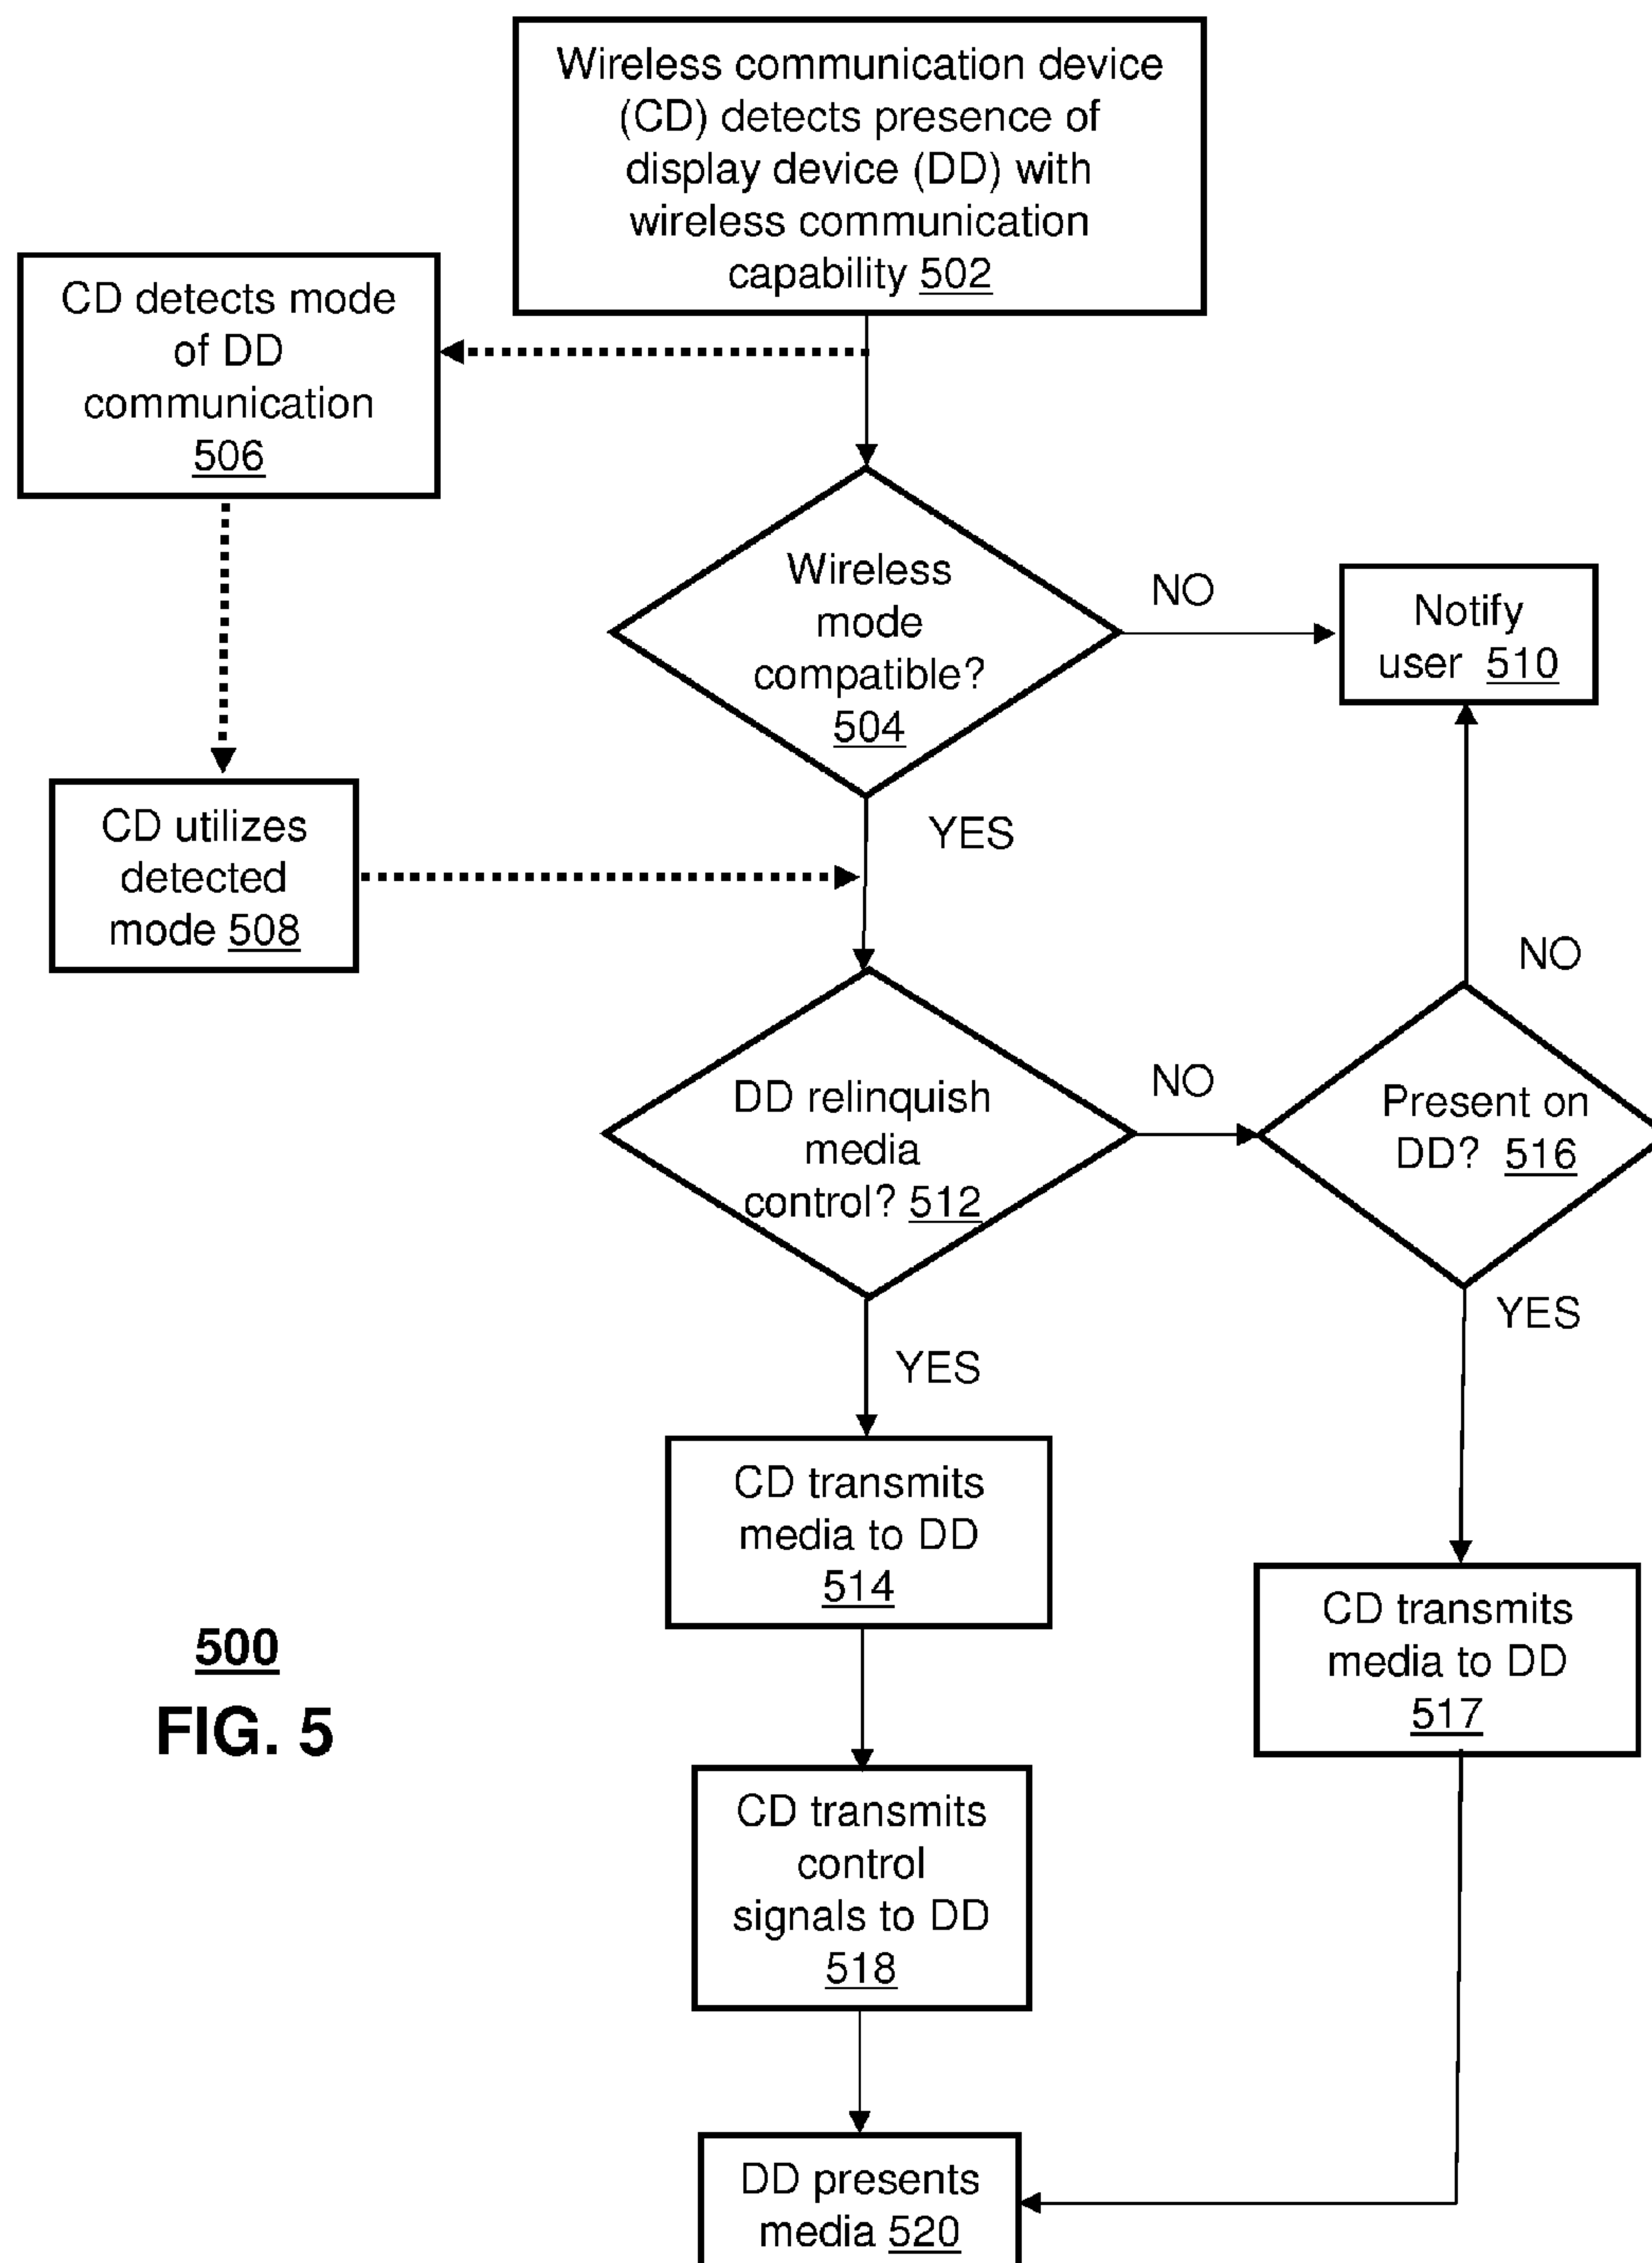 Wireless communication device
(CD) detects presence of
display device (DD) with
wireless communication
capability 502
CD detects mode
of DD
communication
506
Wireless
mode
compatible?
504
NO
Notify
user 510
YES
CD utilizes
detected
mode 508
DD relinquish
media
control? 512
NO
Present on
DD? 516
NO
YES
YES
CD transmits
media to DD
514
CD transmits
media to DD
517
CD transmits
control
signals to DD
518
DD presents
media 520
500
FIG. 5